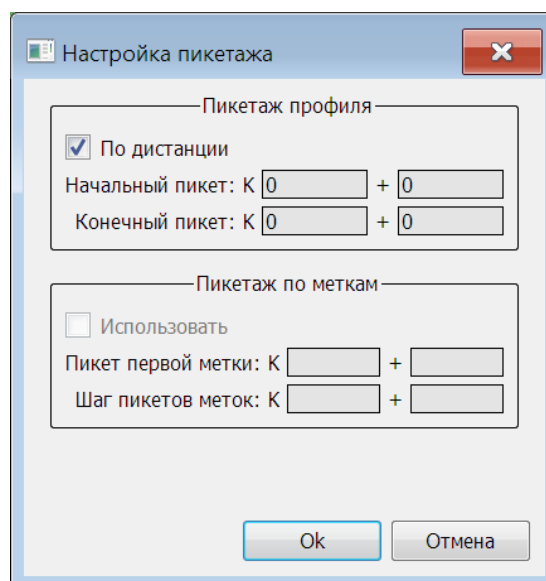 Настройка пикетажа
Пикетаж профиля
По дистанции
Начальный пикет: К 0 + 0
Конечный пикет: К 0 + 0
Пикетаж по меткам
Использовать
Пикет первой метки: К +
Шаг пикетов меток: К +
Ok Отмена